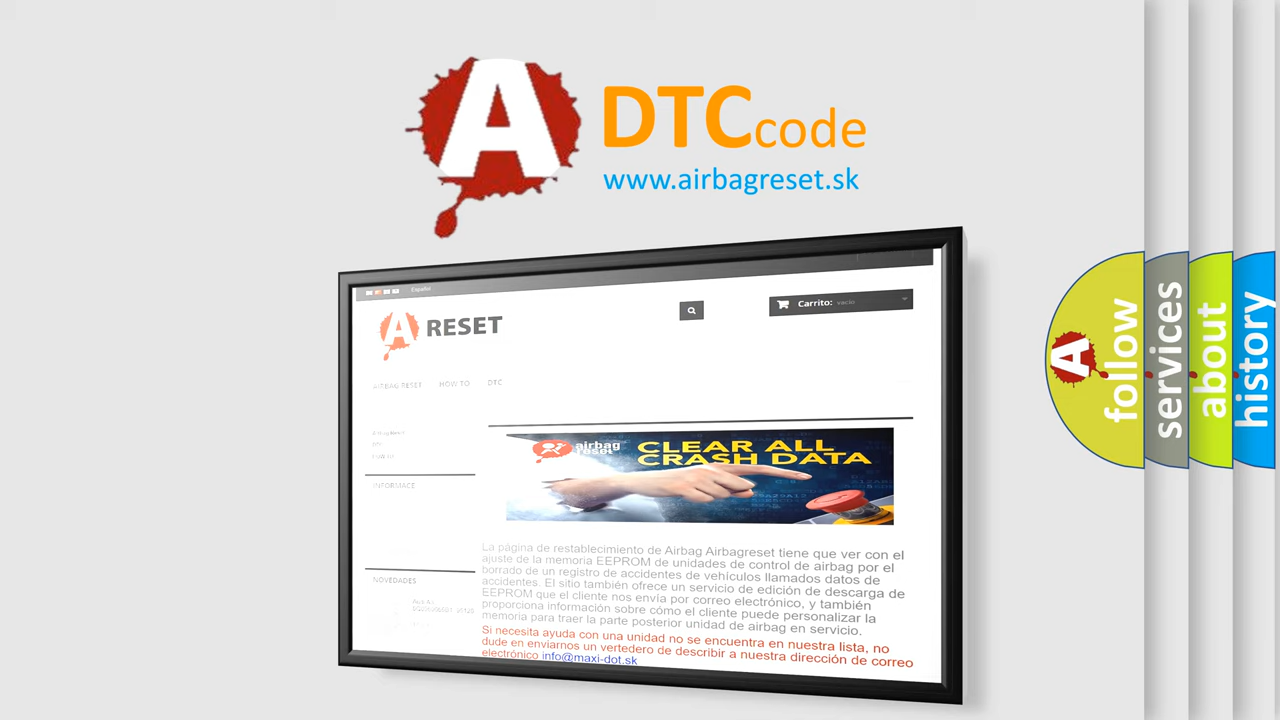 A DTCcode
www.airbagreset.sk
Español
A RESET
Carrito: vacío
AIRBAG RESET HOW TO DTC
INFORMACE
NOVEDADES
airbag
reset
CLEAR ALL
CRASH DATA
La página de restablecimiento de Airbag Airbagreset tiene que ver con el
ajuste de la memoria EEPROM de unidades de control de airbag por el
borrado de un registro de accidentes de vehículos llamados datos de
accidentes. El sitio también ofrece un servicio de edición de descarga de
EEPROM que el cliente nos envía por correo electrónico, y también
proporciona información sobre cómo el cliente puede personalizar la
memoria para traer la parte posterior unidad de airbag en servicio.
Si necesita ayuda con una unidad no se encuentra en nuestra lista, no
dude en enviarnos un vertedero de describir a nuestra dirección de correo
electrónico info@maxi-dot.sk
A
follow
services
about
history